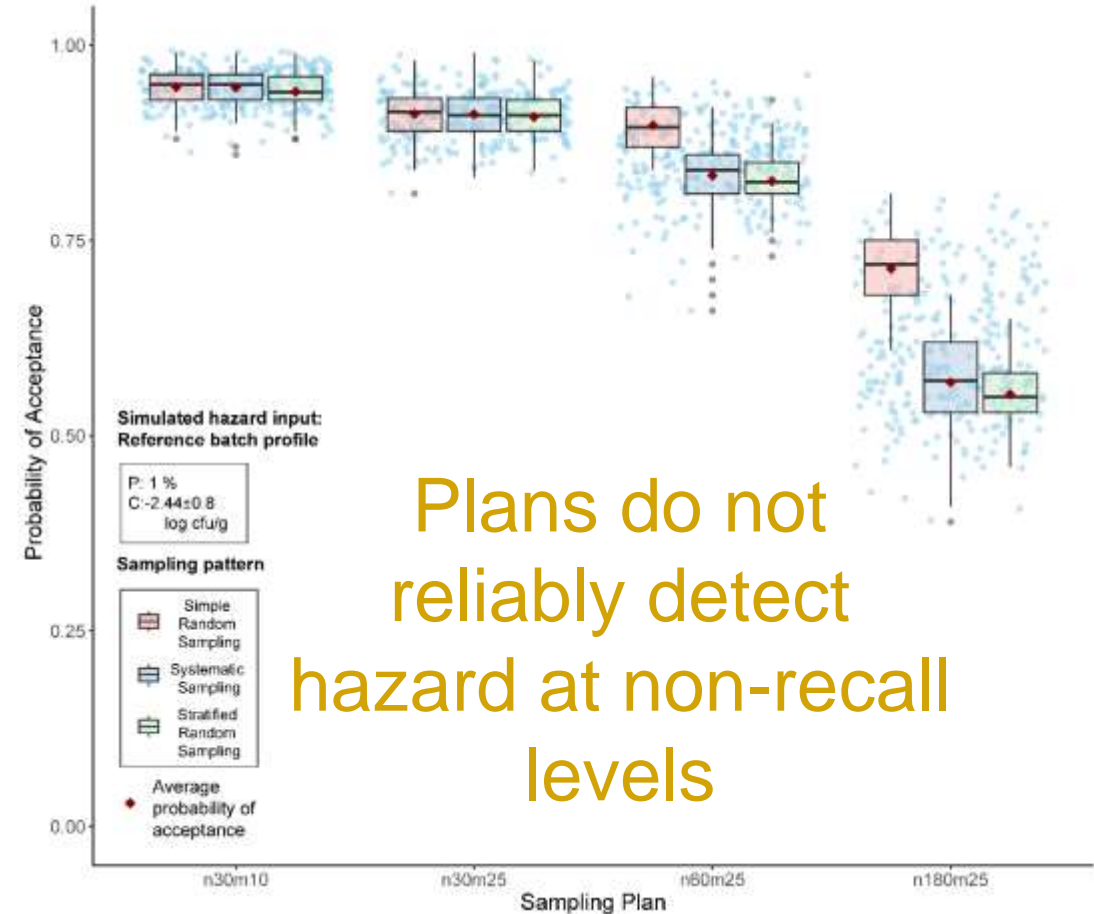 1.00
0.75
0.50
0.25
0.00
Probability of Acceptance
Simulated hazard input:
Reference batch profile
P: 1 %
C:-2.44±0.8
log cfu/g
Sampling pattern
Simple
Random
Sampling
Systematic
Sampling
Stratified
Random
Sampling
Average
probability of
acceptance
Plans do not
reliably detect
hazard at non-recall
levels
n30m10 n30m25 n60m25 n180m25
Sampling Plan